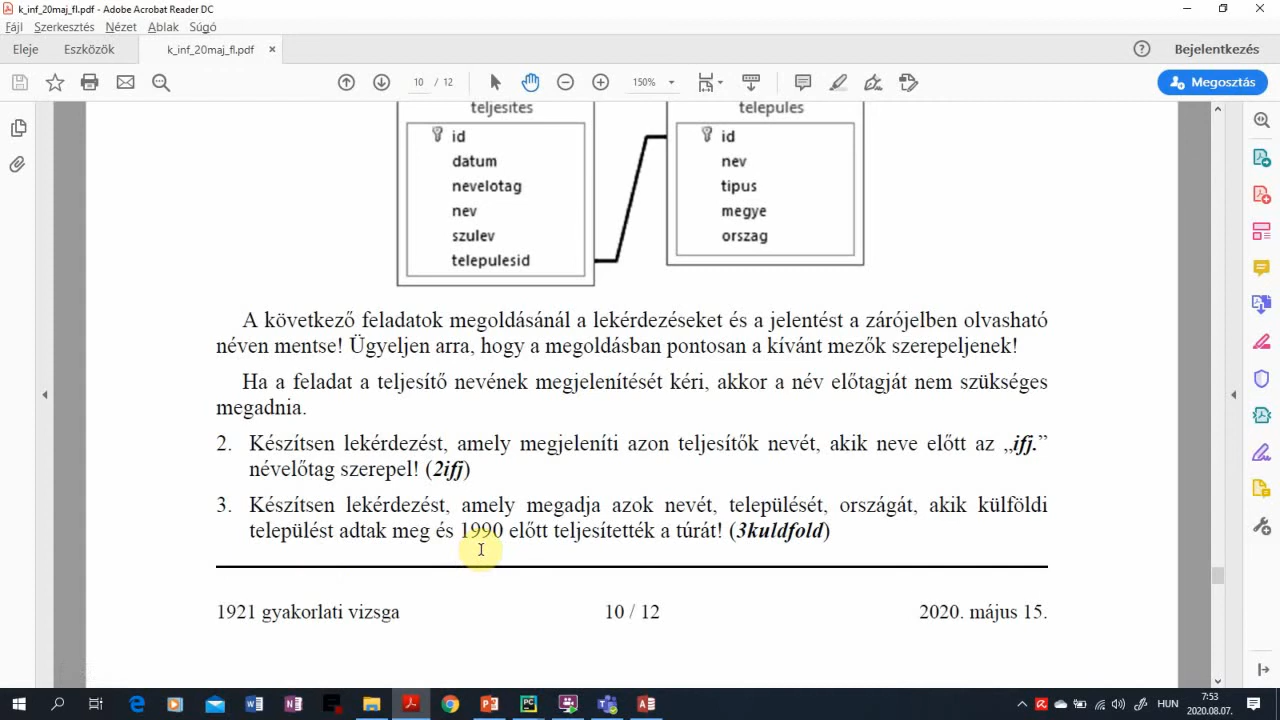 k_inf_20maj_fl.pdf - Adobe Acrobat Reader DC
Fájl Szerkesztés Nézet Ablak Súgó
Eleje Eszközök k_inf_20maj_fl.pdf × Bejelentkezés
10 / 12 150% Megosztás
teljesites telepules
id id
datum nev
nevelotag tipus
nev megye
szulev orszag
telepulesid
A következő feladatok megoldásánál a lekérdezéseket és a jelentést a zárójelben olvasható
néven mentse! Ügyeljen arra, hogy a megoldásban pontosan a kívánt mezők szerepeljenek!
Ha a feladat a teljesítő nevének megjelenítését kéri, akkor a név előtagját nem szükséges
megadnia.
2. Készítsen lekérdezést, amely megjeleníti azon teljesítők nevét, akik neve előtt az „ifj.”
névelőtag szerepel! (2ifj)
3. Készítsen lekérdezést, amely megadja azok nevét, települését, országát, akik külföldi
települést adtak meg és 1990 előtt teljesítették a túrát! (3kuldfold)
1921 gyakorlati vizsga 10 / 12 2020. május 15.
HUN 7:53
2020.08.07.